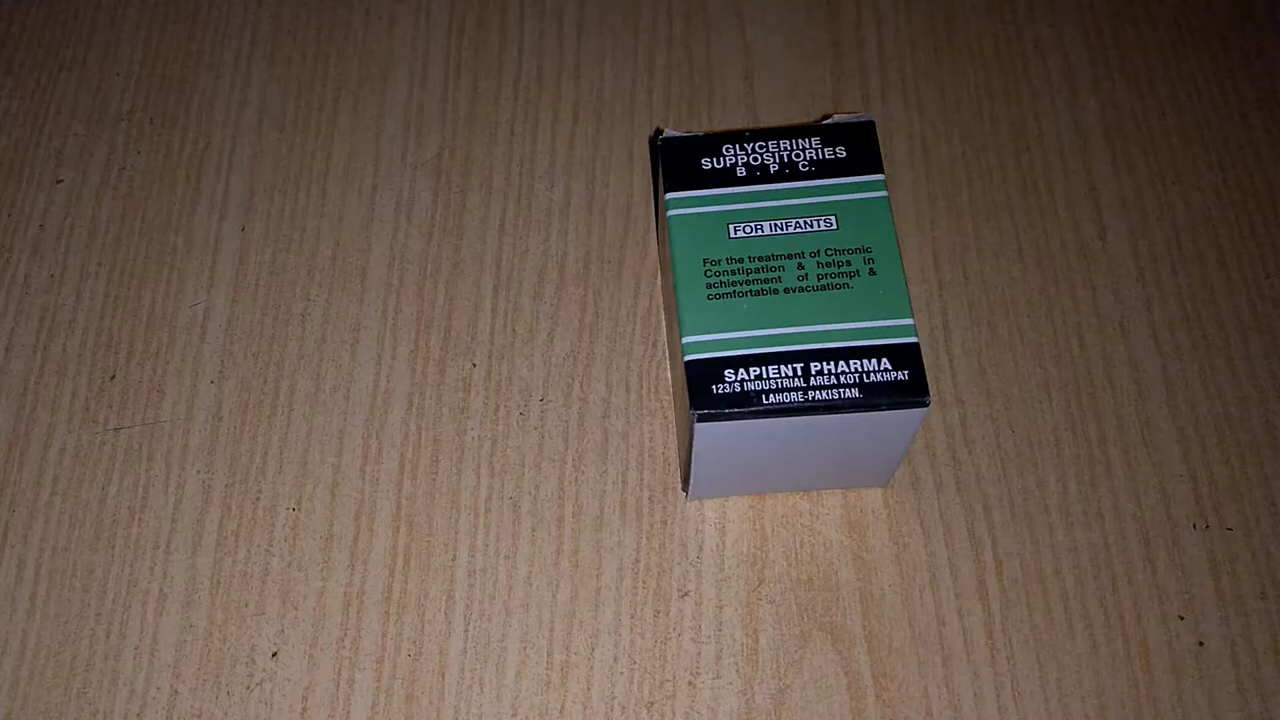 GLYCERINE
SUPPOSITORIES
B . P . C.
FOR INFANTS
For the treatment of Chronic
Constipation & helps in
achievement of prompt &
comfortable evacuation.
SAPIENT PHARMA
123/S INDUSTRIAL AREA KOT LAKHPAT
LAHORE-PAKISTAN.